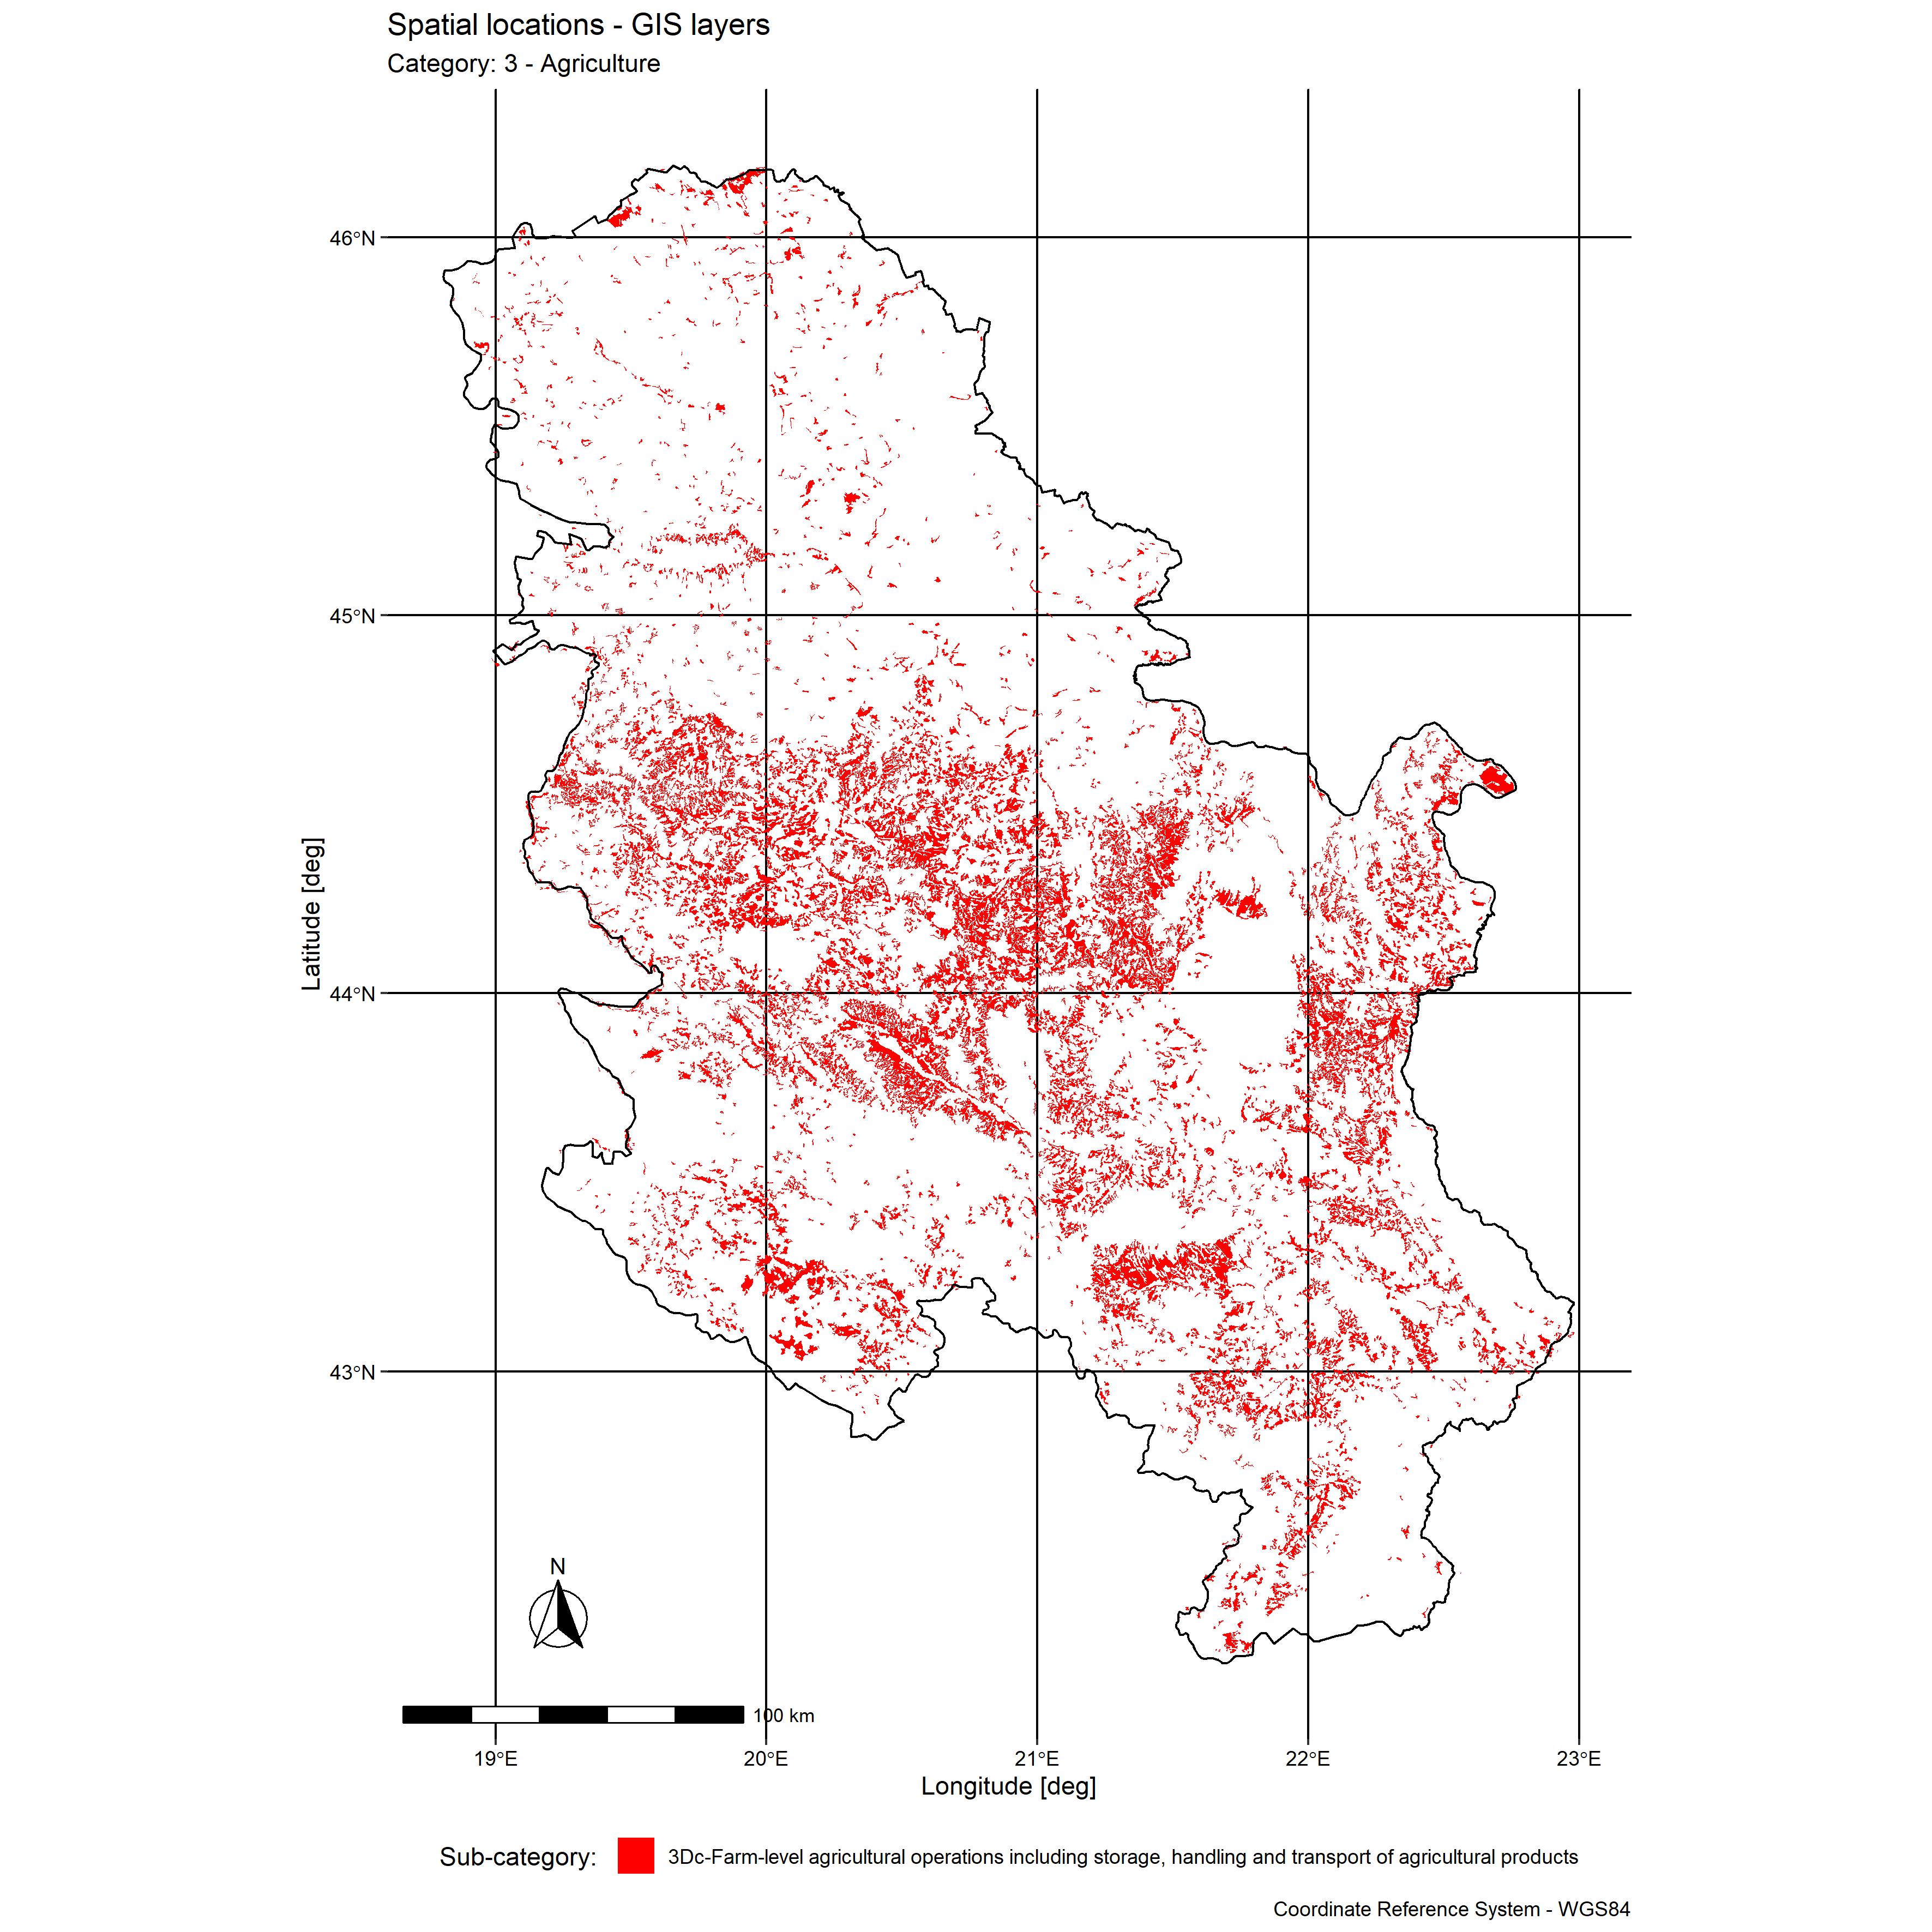 Spatial locations - GIS layers
Category: 3 - Agriculture
46°N
45°N
44°N
43°N
Latitude [deg]
N
100 km
19°E 20°E 21°E 22°E 23°E
Longitude [deg]
Sub-category: 3Dc-Farm-level agricultural operations including storage, handling and transport of agricultural products
Coordinate Reference System - WGS84